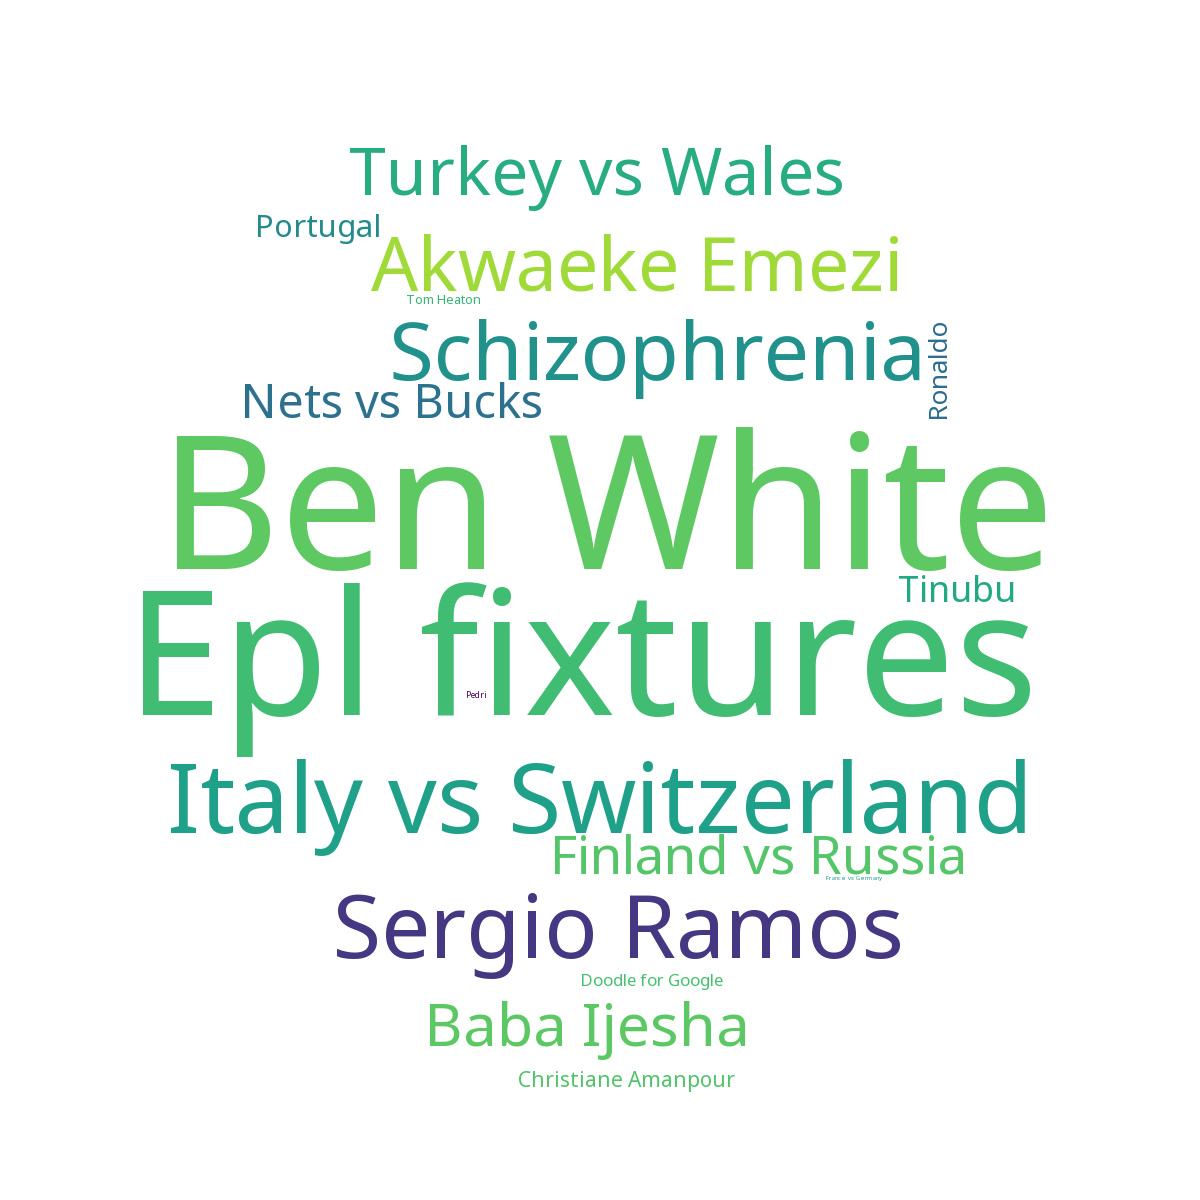 Turkey vs Wales
Portugal
Akwaeke Emezi
Tom Heaton
Schizophrenia
Ronaldo
Nets vs Bucks
Ben White
Tinubu
Epl fixtures
Pedri
Italy vs Switzerland
Finland vs Russia
France vs Germany
Sergio Ramos
Doodle for Google
Baba Ijesha
Christiane Amanpour